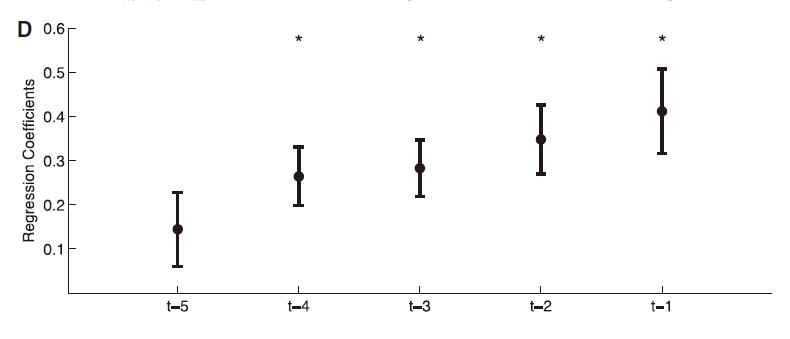 D
0.6
* * * *
0.5
0.4
0.3
0.2
0.1
Regression Coefficients
t–5 t–4 t–3 t–2 t–1